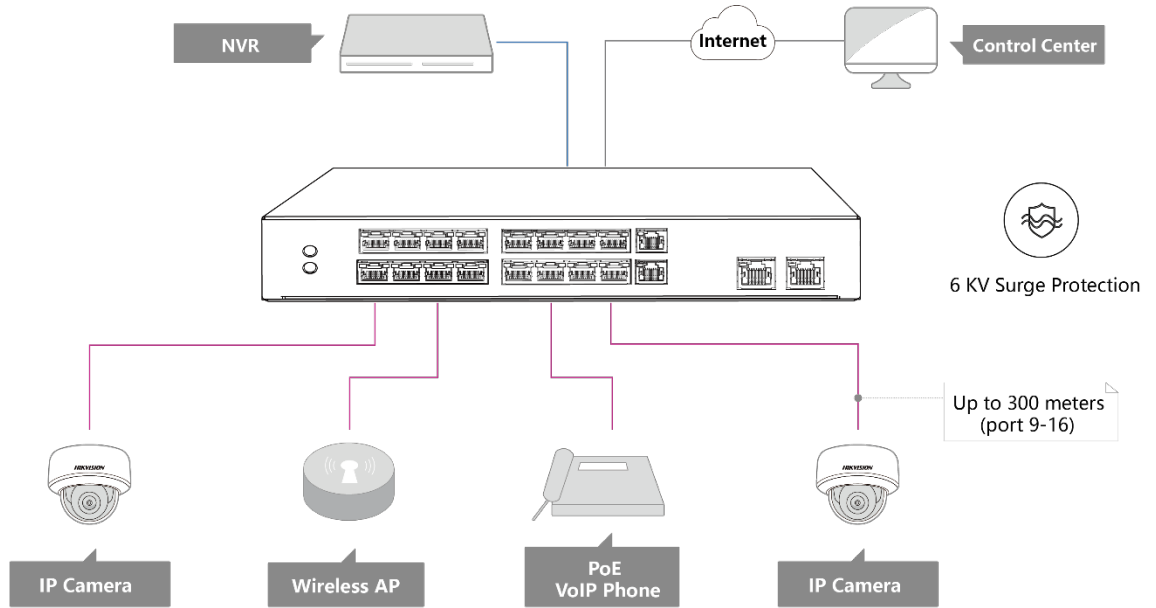 NVR
Internet
Control Center
6 KV Surge Protection
Up to 300 meters
(port 9-16)
HIKVISION
HIKVISION
IP Camera
Wireless AP
PoE
VoIP Phone
IP Camera